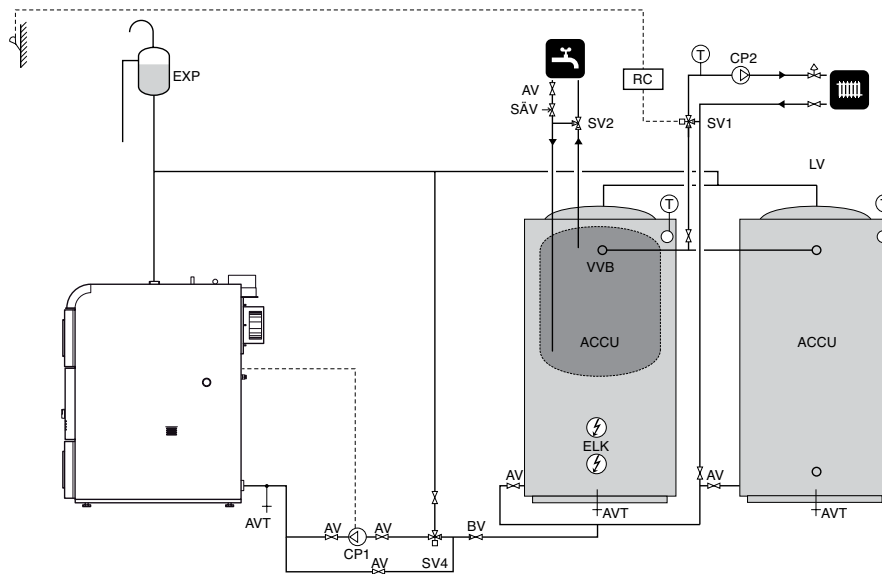 EXP
AV
SÄV
SV2
RC
T
CP2
SV1
LV
T
T
VVB
ACCU
ACCU
ELK
AV
AV
AVT
AVT
AVT
AV
AV
BV
CP1
SV4
AV